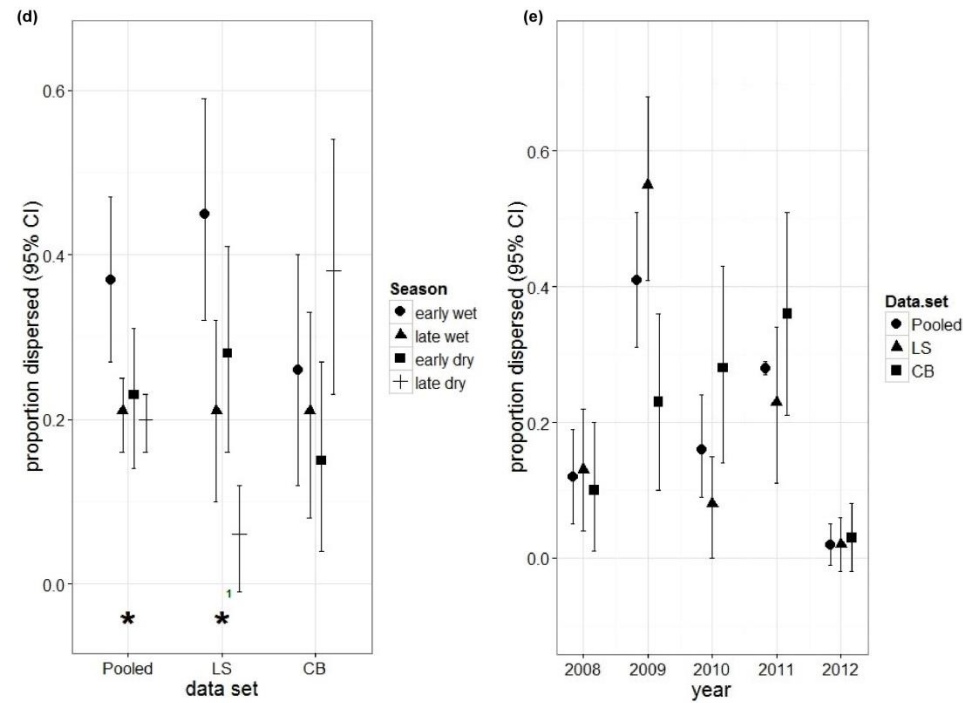 (d)
proportion dispersed (95% CI)
0.6
0.4
0.2
0.0
1
*
*
Pooled
LS
CB
data set
Season
early wet
late wet
early dry
late dry
(e)
proportion dispersed (95% CI)
0.6
0.4
0.2
0.0
2008
2009
2010
2011
2012
year
Data.set
Pooled
LS
CB